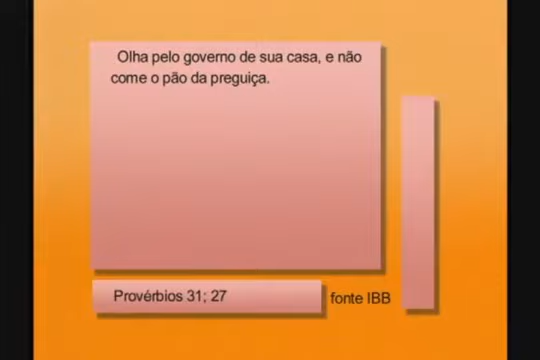 Olha pelo governo de sua casa, e não
come o pão da preguiça.
Provérbios 31; 27
fonte IBB